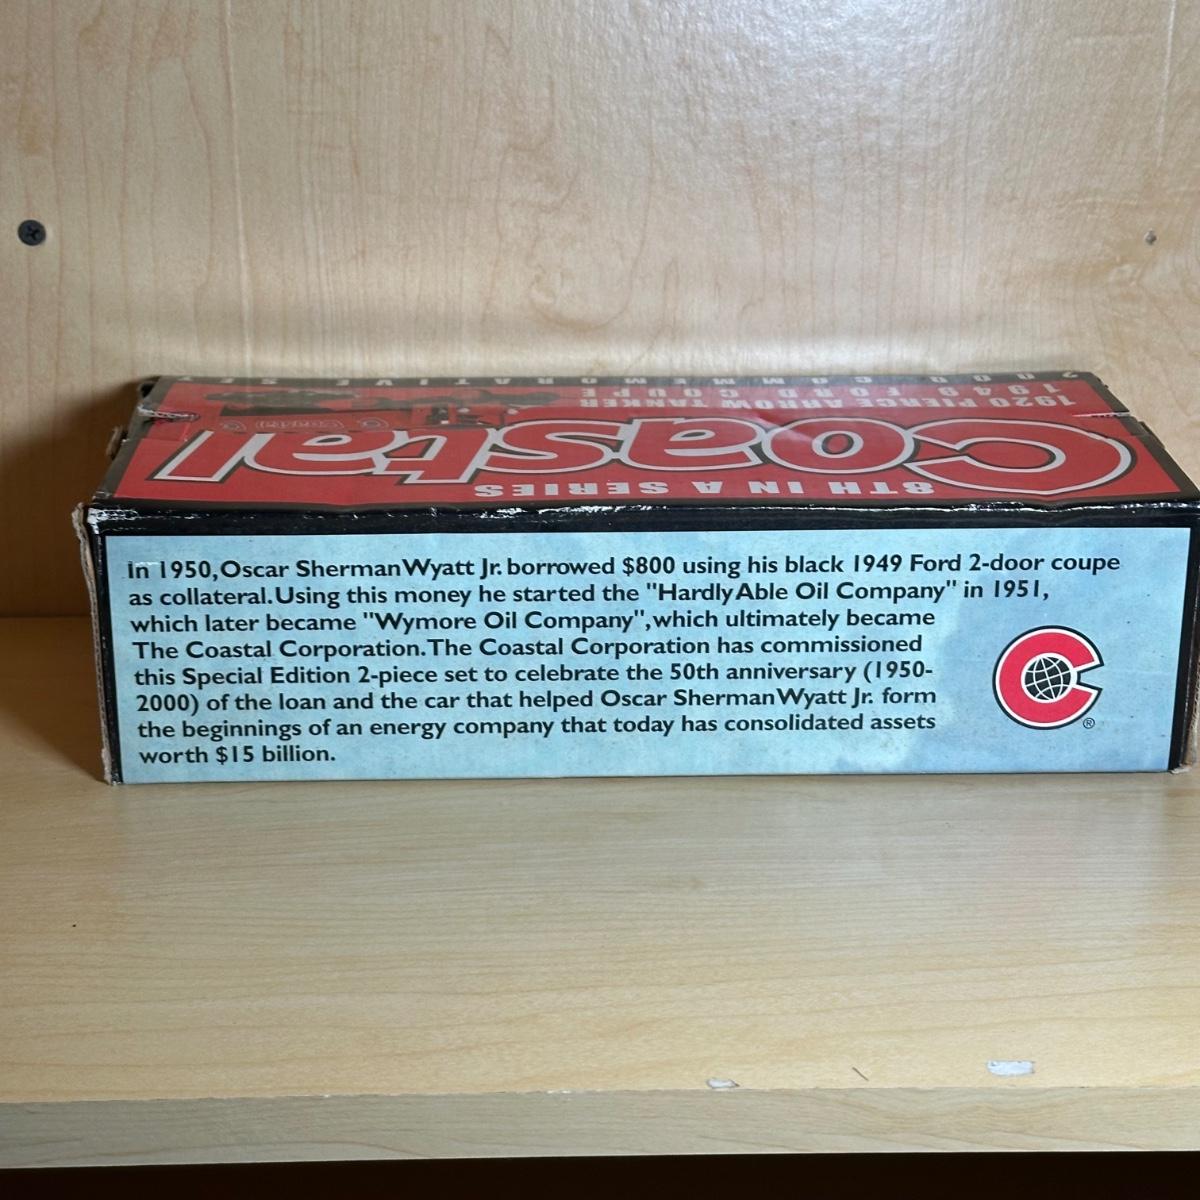 2000 COMMEMORATIVE SET
1920 PIERCE ARROW TANKER
1949 FORD COUPE
Coastal
8TH IN A SERIES
In 1950, Oscar Sherman Wyatt Jr. borrowed $800 using his black 1949 Ford 2-door coupe
as collateral. Using this money he started the "Hardly Able Oil Company" in 1951,
which later became "Wymore Oil Company", which ultimately became
The Coastal Corporation. The Coastal Corporation has commissioned
this Special Edition 2-piece set to celebrate the 50th anniversary (1950-
2000) of the loan and the car that helped Oscar Sherman Wyatt Jr. form
the beginnings of an energy company that today has consolidated assets
worth $15 billion.
C
®